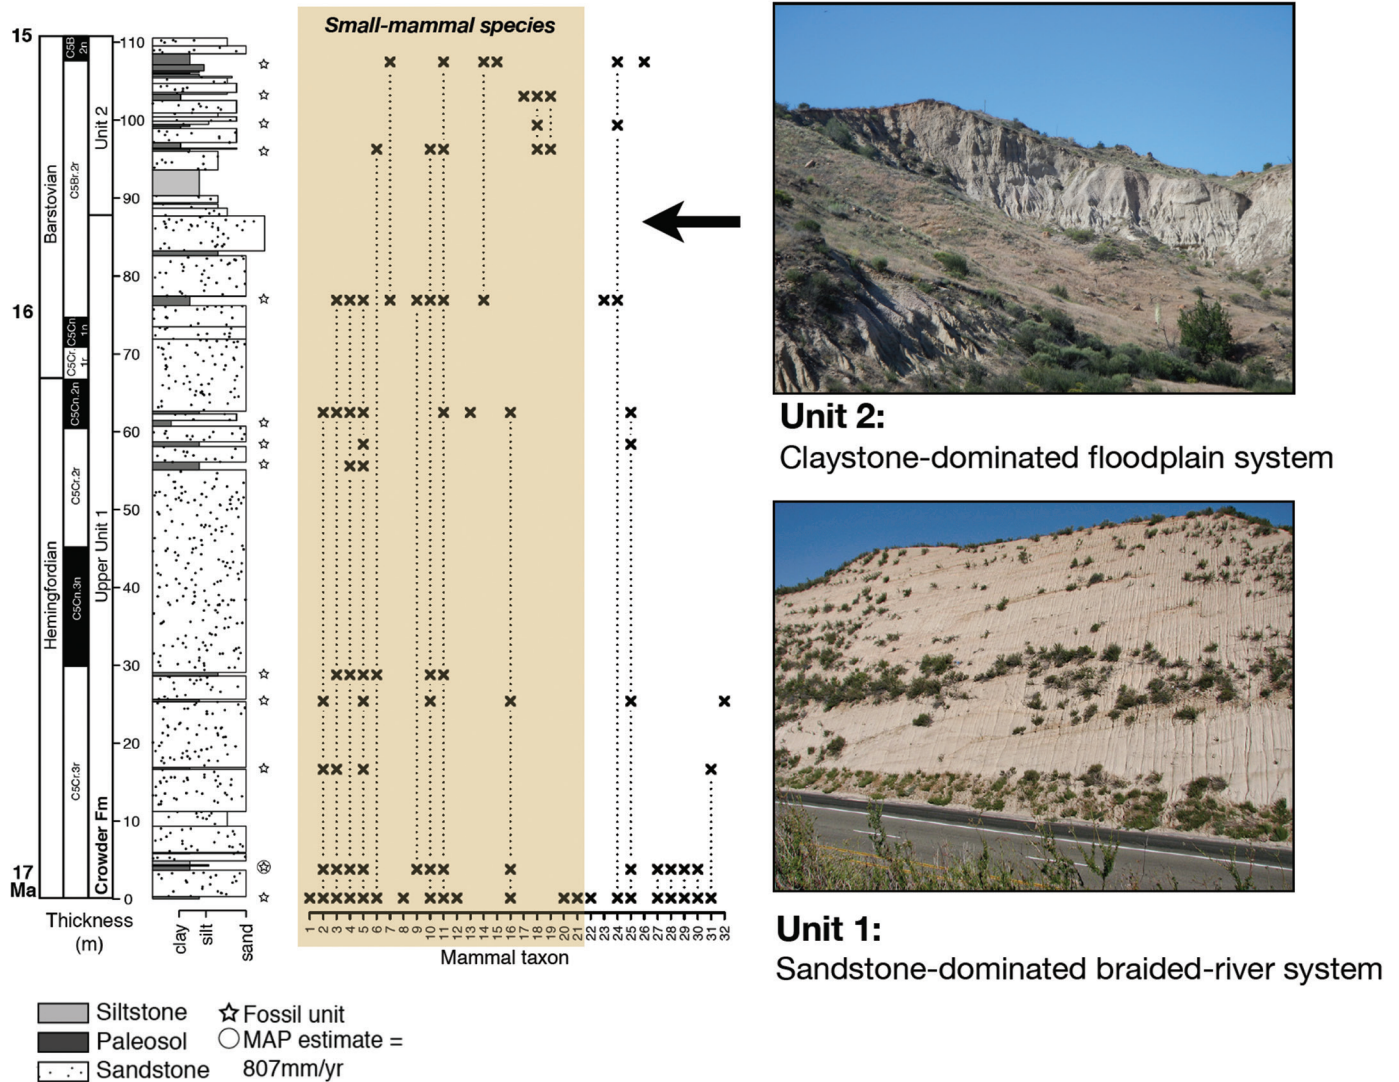 Small-mammal species
15
16
17
Ma
Barstovian
Hemingfordian
C5B
2n
C5Br.2r
C5Cn
1n
C5Cr.
1r
C5Cn.2n
C5Cr.2r
C5Cn.3n
C5Cr.3r
Unit 2
Upper Unit 1
Crowder Fm
110
100
90
80
70
60
50
40
30
20
10
0
Thickness
(m)
clay
silt
sand
1 2 3 4 5 6 7 8 9 10 11 12 13 14 15 16 17 18 19 20 21 22 23 24 25 26 27 28 29 30 31 32
Mammal taxon
Siltstone
Paleosol
Sandstone
Fossil unit
MAP estimate =
807mm/yr
Unit 2:
Claystone-dominated floodplain system
Unit 1:
Sandstone-dominated braided-river system